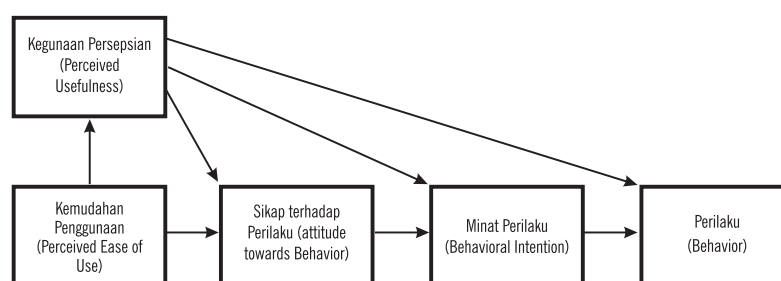 Kegunaan Persepsian
(Perceived
Usefulness)
Kemudahan
Penggunaan
(Perceived Ease of
Use)
Sikap terhadap
Perilaku (attitude
towards Behavior)
Minat Perilaku
(Behavioral Intention)
Perilaku
(Behavior)